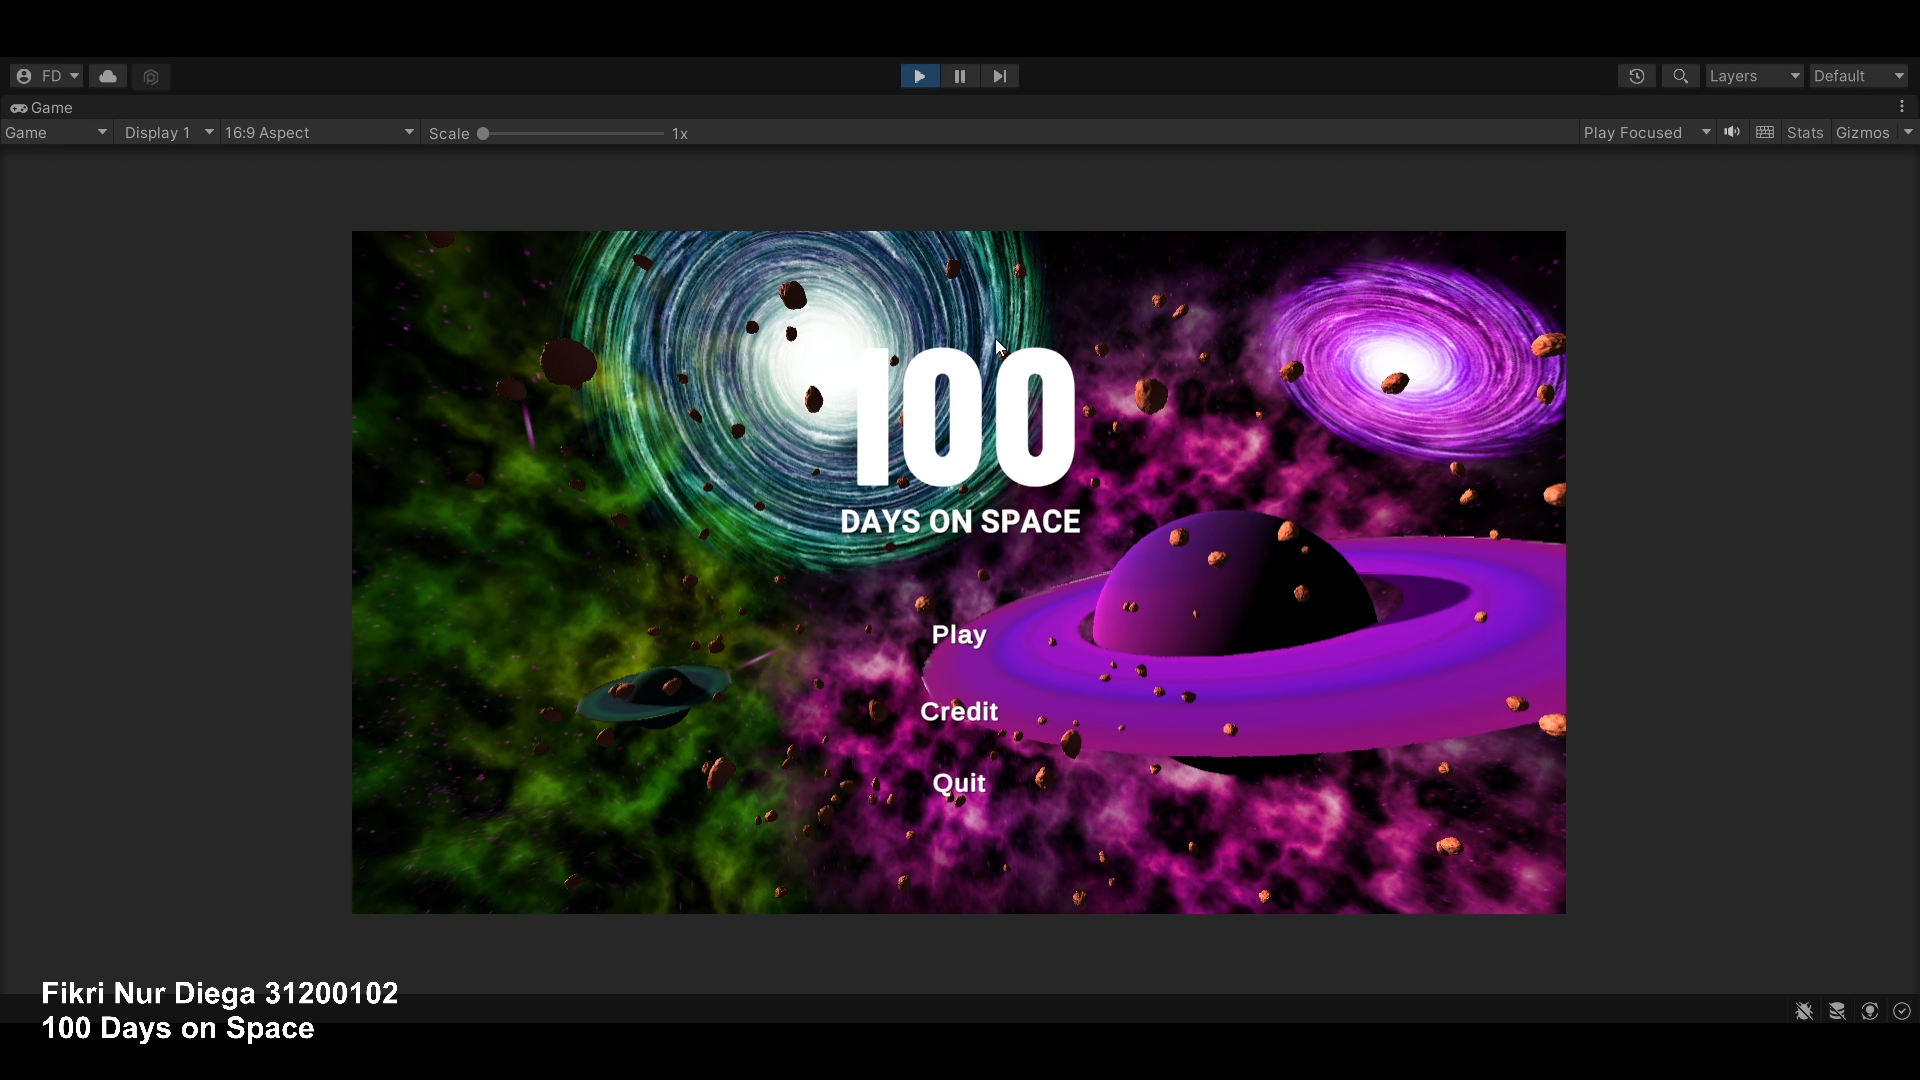 FD
Layers
Default
Game
Game
Display 1
16:9 Aspect
Scale
1x
Play Focused
Stats
Gizmos
100
DAYS ON SPACE
Play
Credit
Quit
Fikri Nur Diega 31200102
100 Days on Space